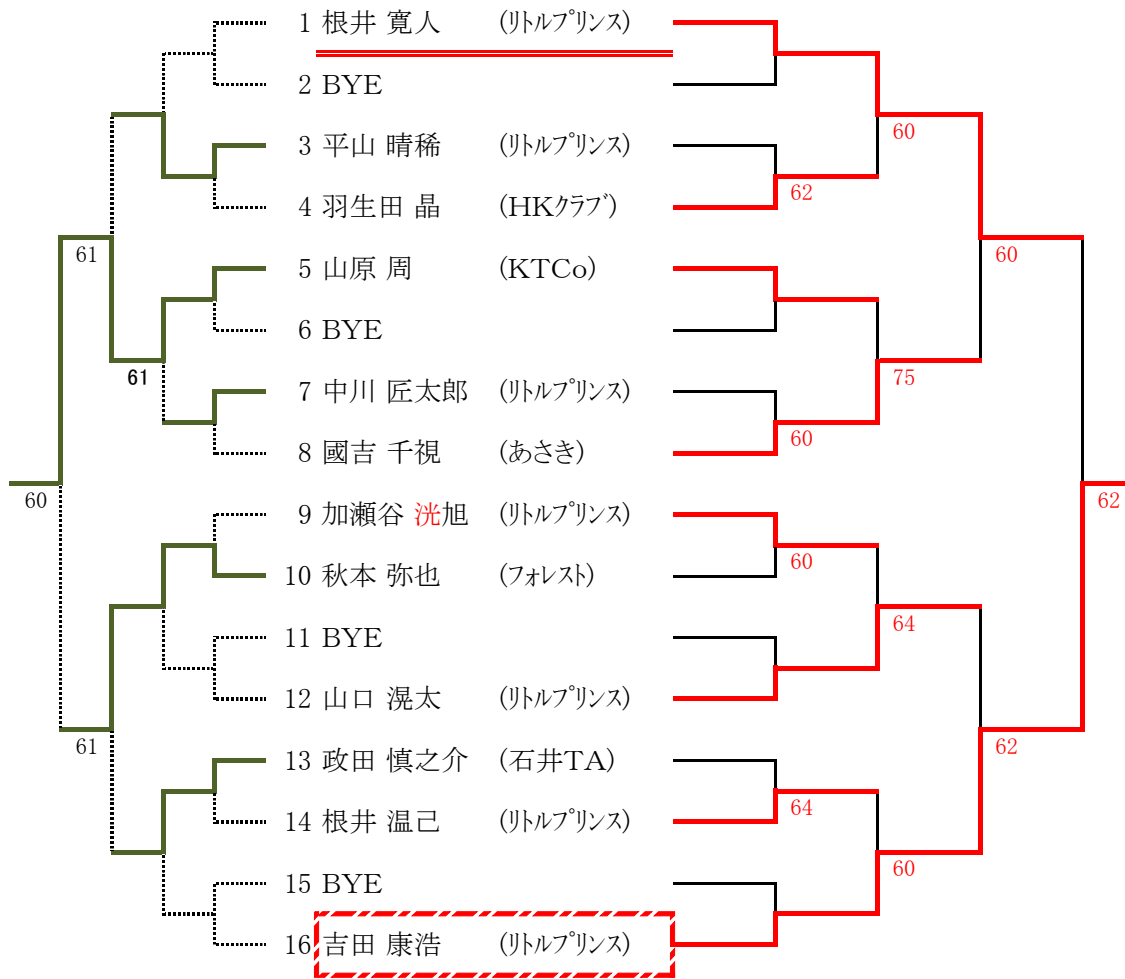 1 根井 寛人 (リトルプリンス)
2 BYE
60
3 平山 晴稀 (リトルプリンス)
62
4 羽生田 晶 (HKクラブ)
61
60
5 山原 周 (KTCo)
6 BYE
61
75
7 中川 匠太郎 (リトルプリンス)
60
8 國吉 千視 (あさき)
60
62
9 加瀬谷 洸旭 (リトルプリンス)
60
10 秋本 弥也 (フォレスト)
64
11 BYE
12 山口 滉太 (リトルプリンス)
61
62
13 政田 慎之介 (石井TA)
64
14 根井 温己 (リトルプリンス)
60
15 BYE
16 吉田 康浩 (リトルプリンス)